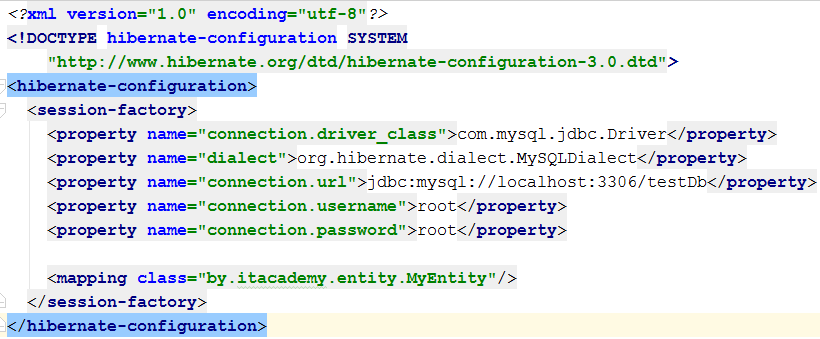 <?xml version="1.0" encoding="utf-8"?>
<!DOCTYPE hibernate-configuration SYSTEM
"http://www.hibernate.org/dtd/hibernate-configuration-3.0.dtd">
<hibernate-configuration>
<session-factory>
<property name="connection.driver_class">com.mysql.jdbc.Driver</property>
<property name="dialect">org.hibernate.dialect.MySQLDialect</property>
<property name="connection.url">jdbc:mysql://localhost:3306/testDb</property>
<property name="connection.username">root</property>
<property name="connection.password">root</property>
<mapping class="by.itacademy.entity.MyEntity"/>
</session-factory>
</hibernate-configuration>